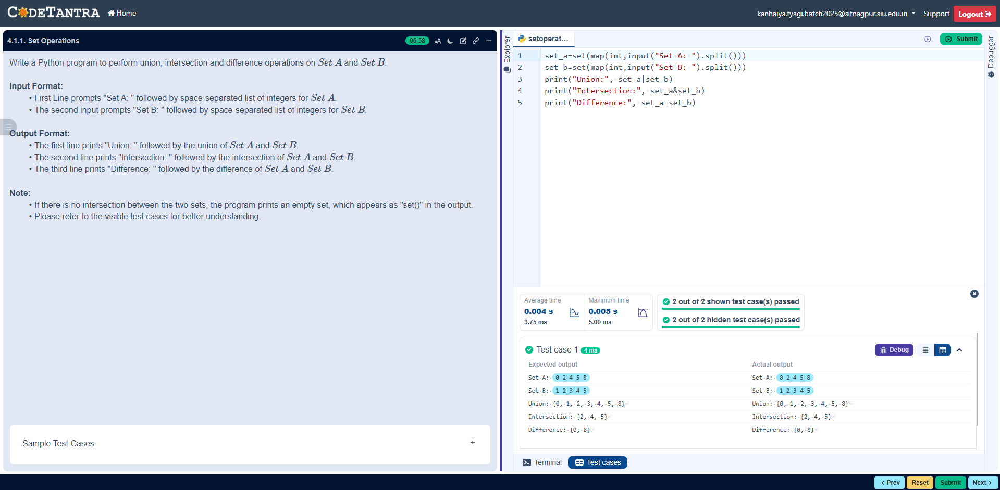 CODETANTRA Home
kanhaiya.tyagi.batch2025@sitnagpur.siu.edu.in Support Logout
4.1.1. Set Operations 06:58 AA
Write a Python program to perform union, intersection and difference operations on Set A and Set B.
Input Format:
• First Line prompts "Set A: " followed by space-separated list of integers for Set A.
• The second input prompts "Set B: " followed by space-separated list of integers for Set B.
Output Format:
• The first line prints "Union: " followed by the union of Set A and Set B.
• The second line prints "Intersection: " followed by the intersection of Set A and Set B.
• The third line prints "Difference: " followed by the difference of Set A and Set B.
Note:
• If there is no intersection between the two sets, the program prints an empty set, which appears as "set()" in the output.
• Please refer to the visible test cases for better understanding.
Sample Test Cases +
Explorer
setoperat...
Submit
Debugger
1 set_a=set(map(int,input("Set A: ").split()))
2 set_b=set(map(int,input("Set B: ").split()))
3 print("Union:", set_a|set_b)
4 print("Intersection:", set_a&set_b)
5 print("Difference:", set_a-set_b)
Average time
0.004 s
3.75 ms
Maximum time
0.005 s
5.00 ms
2 out of 2 shown test case(s) passed
2 out of 2 hidden test case(s) passed
Test case 1 4 ms
Debug
Expected output Actual output
Set A: 0 2 4 5 8 Set A: 0 2 4 5 8
Set B: 1 2 3 4 5 Set B: 1 2 3 4 5
Union: {0, 1, 2, 3, 4, 5, 8} Union: {0, 1, 2, 3, 4, 5, 8}
Intersection: {2, 4, 5} Intersection: {2, 4, 5}
Difference: {0, 8} Difference: {0, 8}
Terminal Test cases
< Prev Reset Submit Next >